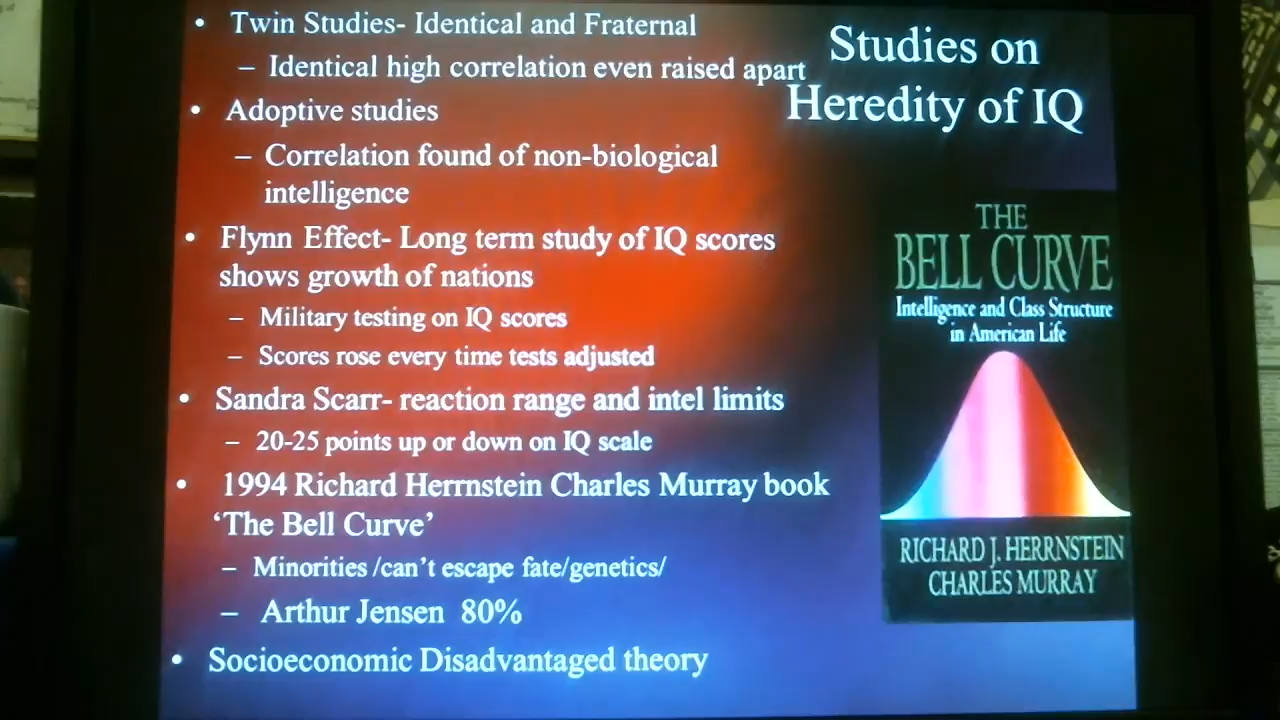 Studies on
Heredity of IQ
• Twin Studies- Identical and Fraternal
– Identical high correlation even raised apart
• Adoptive studies
– Correlation found of non-biological
intelligence
• Flynn Effect- Long term study of IQ scores
shows growth of nations
– Military testing on IQ scores
– Scores rose every time tests adjusted
• Sandra Scarr- reaction range and intel limits
– 20-25 points up or down on IQ scale
• 1994 Richard Herrnstein Charles Murray book
‘The Bell Curve’
– Minorities /can’t escape fate/genetics/
– Arthur Jensen 80%
• Socioeconomic Disadvantaged theory
THE
BELL CURVE
Intelligence and Class Structure
in American Life
RICHARD J. HERRNSTEIN
CHARLES MURRAY